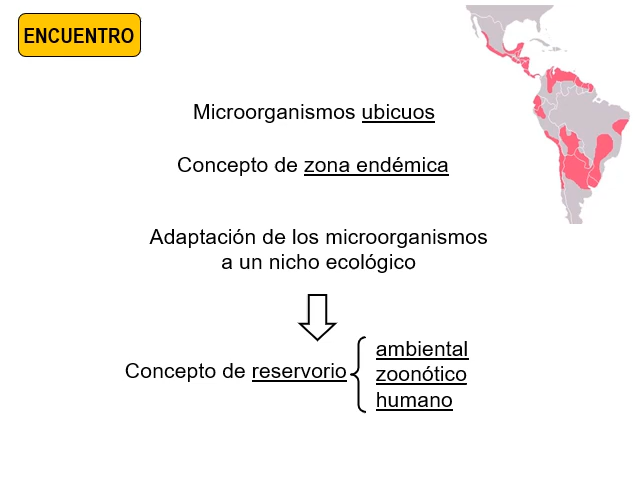 ENCUENTRO
Microorganismos ubicuos
Concepto de zona endémica
Adaptación de los microorganismos
a un nicho ecológico
Concepto de reservorio
ambiental
zoonótico
humano